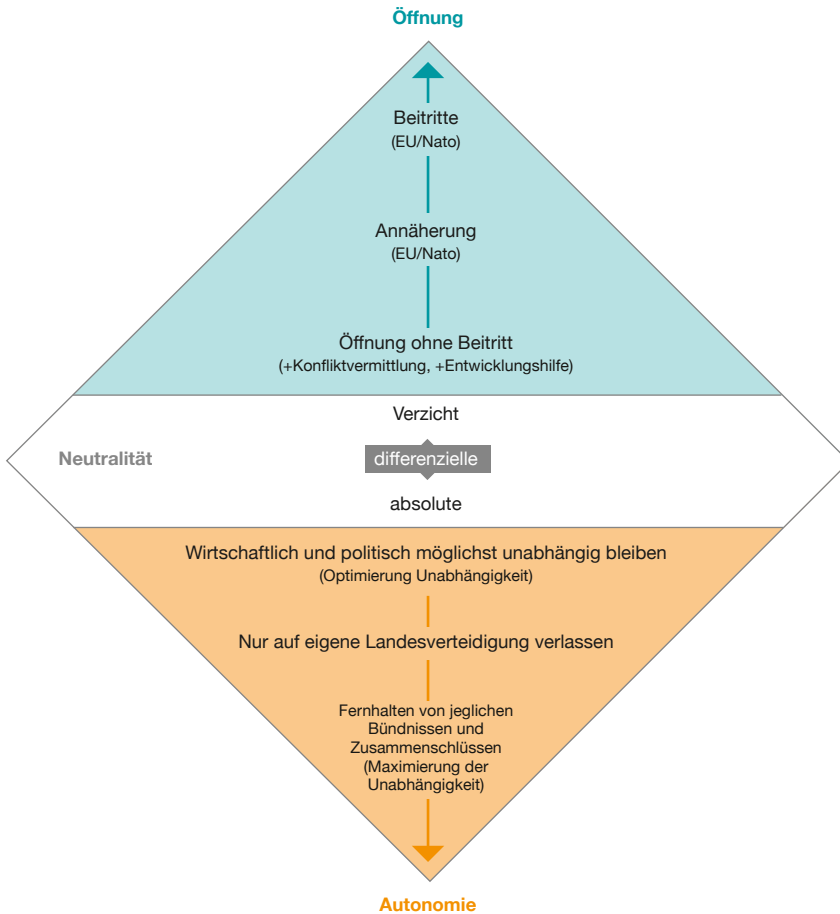 Öffnung
Beitritte
(EU/Nato)
Annäherung
(EU/Nato)
Öffnung ohne Beitritt
(+Konfliktvermittlung, +Entwicklungshilfe)
Verzicht
Neutralität
differenzielle
absolute
Wirtschaftlich und politisch möglichst unabhängig bleiben
(Optimierung Unabhängigkeit)
Nur auf eigene Landesverteidigung verlassen
Fernhalten von jeglichen
Bündnissen und
Zusammenschlüssen
(Maximierung der
Unabhängigkeit)
Autonomie